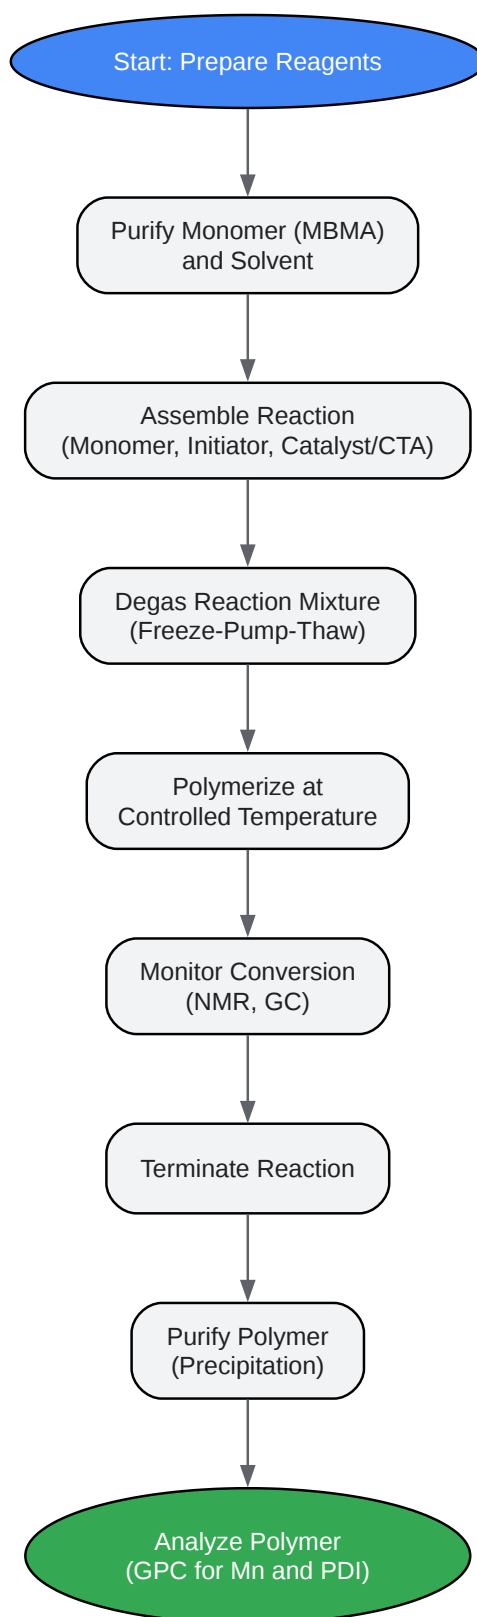 Start: Prepare Reagents
Purify Monomer (MBMA)
and Solvent
Assemble Reaction
(Monomer, Initiator, Catalyst/CTA)
Degas Reaction Mixture
(Freeze-Pump-Thaw)
Polymerize at
Controlled Temperature
Monitor Conversion
(NMR, GC)
Terminate Reaction
Purify Polymer
(Precipitation)
Analyze Polymer
(GPC for Mn and PDI)